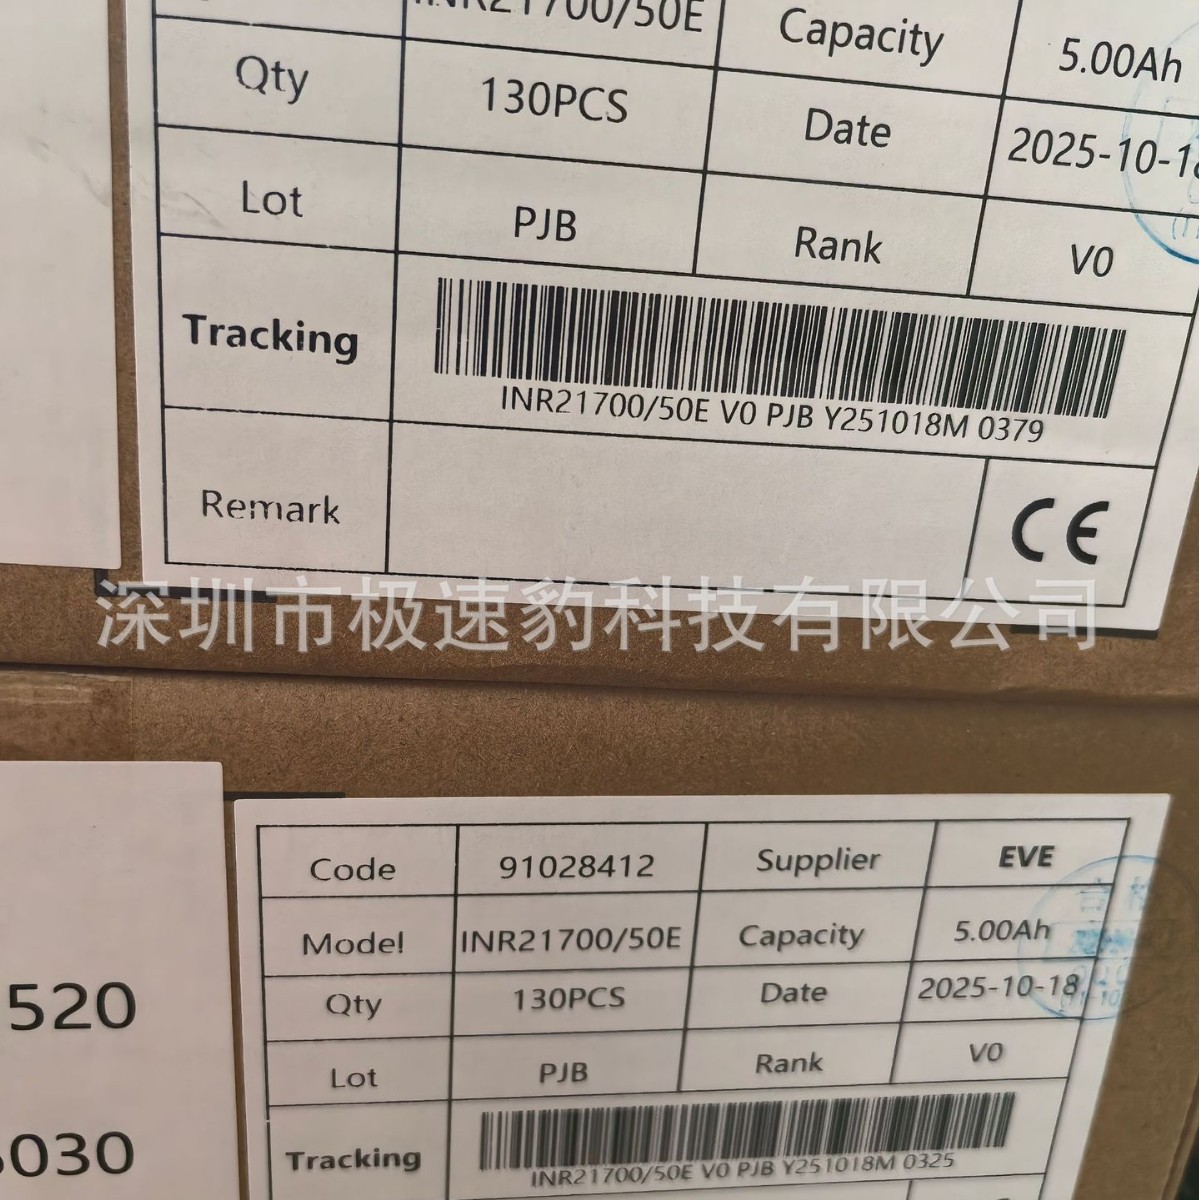 INR21700/50E Capacity 5.00Ah
Qty 130PCS Date 2025-10-18
Lot PJB Rank V0
Tracking
INR21700/50E V0 PJB Y251018M 0379
Remark CE
深圳市极速豹科技有限公司
Code 91028412 Supplier EVE
Model INR21700/50E Capacity 5.00Ah
Qty 130PCS Date 2025-10-18
Lot PJB Rank V0
Tracking
INR21700/50E V0 PJB Y251018M 0325
520
5030